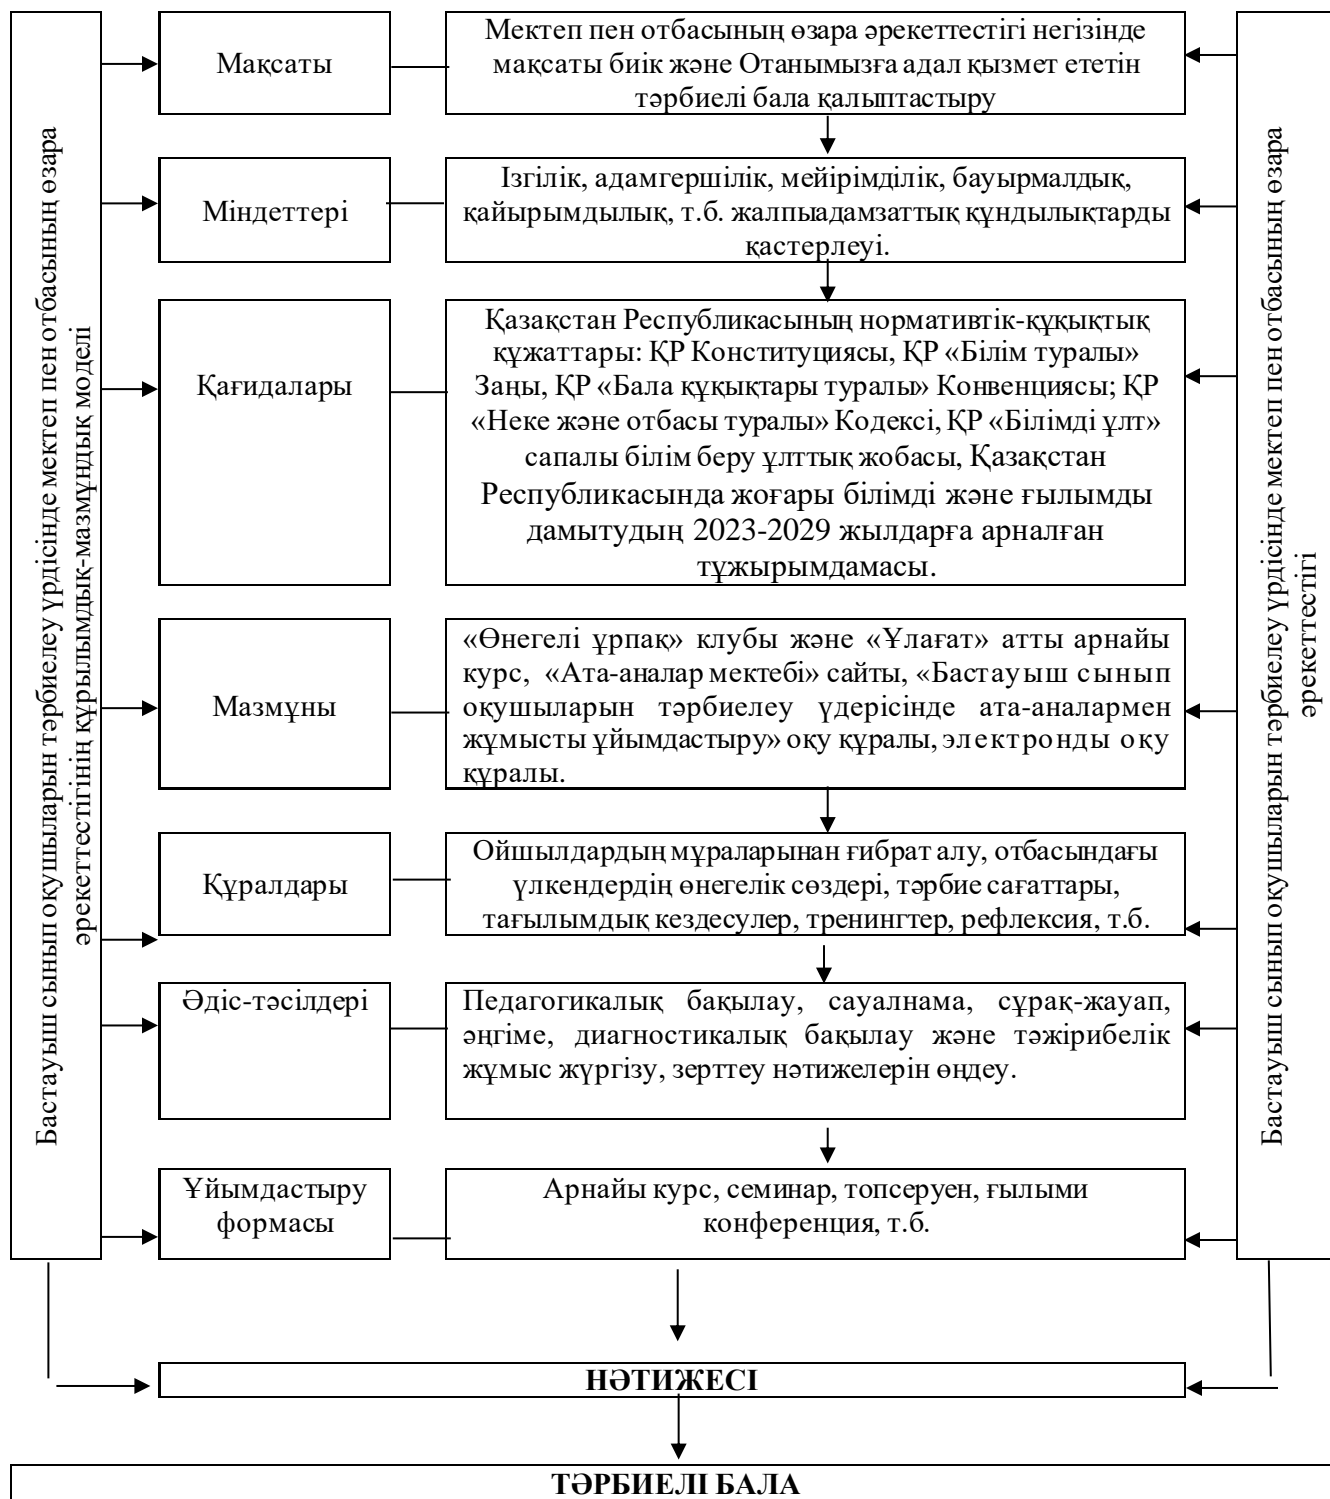 Бастауыш сынып оқушыларын тәрбиелеу үрдісінде мектеп пен отбасының өзара
әрекеттестігінің құрылымдық-мазмұндық моделі
Мақсаты
Мектеп пен отбасының өзара әрекеттестігі негізінде
мақсаты биік және Отанымызға адал қызмет ететін
тәрбиелі бала қалыптастыру
Міндеттері
Ізгілік, адамгершілік, мейірімділік, бауырмалдық,
қайырымдылық, т.б. жалпыадамзаттық құндылықтарды
қастерлеуі.
Қағидалары
Қазақстан Республикасының нормативтік-құқықтық
құжаттары: ҚР Конституциясы, ҚР «Білім туралы»
Заңы, ҚР «Бала құқықтары туралы» Конвенциясы; ҚР
«Неке және отбасы туралы» Кодексі, ҚР «Білімді ұлт»
сапалы білім беру ұлттық жобасы, Қазақстан
Республикасында жоғары білімді және ғылымды
дамытудың 2023-2029 жылдарға арналған
тұжырымдамасы.
Мазмұны
«Өнегелі ұрпақ» клубы және «Ұлағат» атты арнайы
курс, «Ата-аналар мектебі» сайты, «Бастауыш сынып
оқушыларын тәрбиелеу үдерісінде ата-аналармен
жұмысты ұйымдастыру» оқу құралы, электронды оқу
құралы.
Құралдары
Ойшылдардың мұраларынан ғибрат алу, отбасындағы
үлкендердің өнегелік сөздері, тәрбие сағаттары,
тағылымдық кездесулер, тренингтер, рефлексия, т.б.
Әдіс-тәсілдері
Педагогикалық бақылау, сауалнама, сұрақ-жауап,
әңгіме, диагностикалық бақылау және тәжірибелік
жұмыс жүргізу, зерттеу нәтижелерін өңдеу.
Ұйымдастыру
формасы
Арнайы курс, семинар, топсеруен, ғылыми
конференция, т.б.
Бастауыш сынып оқушыларын тәрбиелеу үрдісінде мектеп пен отбасының өзара
әрекеттестігі
НӘТИЖЕСІ
ТӘРБИЕЛІ БАЛА